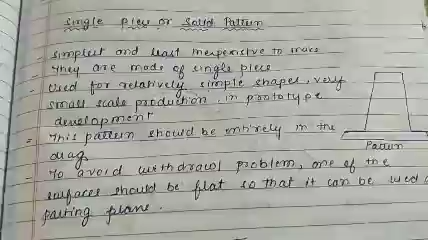 Single piece or Solid Pattern
- Simplest and least inexpensive to make
- They are made of single piece
- Used for relatively simple shapes, very
small scale production, in prototype
development
- This pattern should be entirely in the
drag
- To avoid withdrawl problem, one of the
surfaces should be flat so that it can be used
parting plane.
Pattern